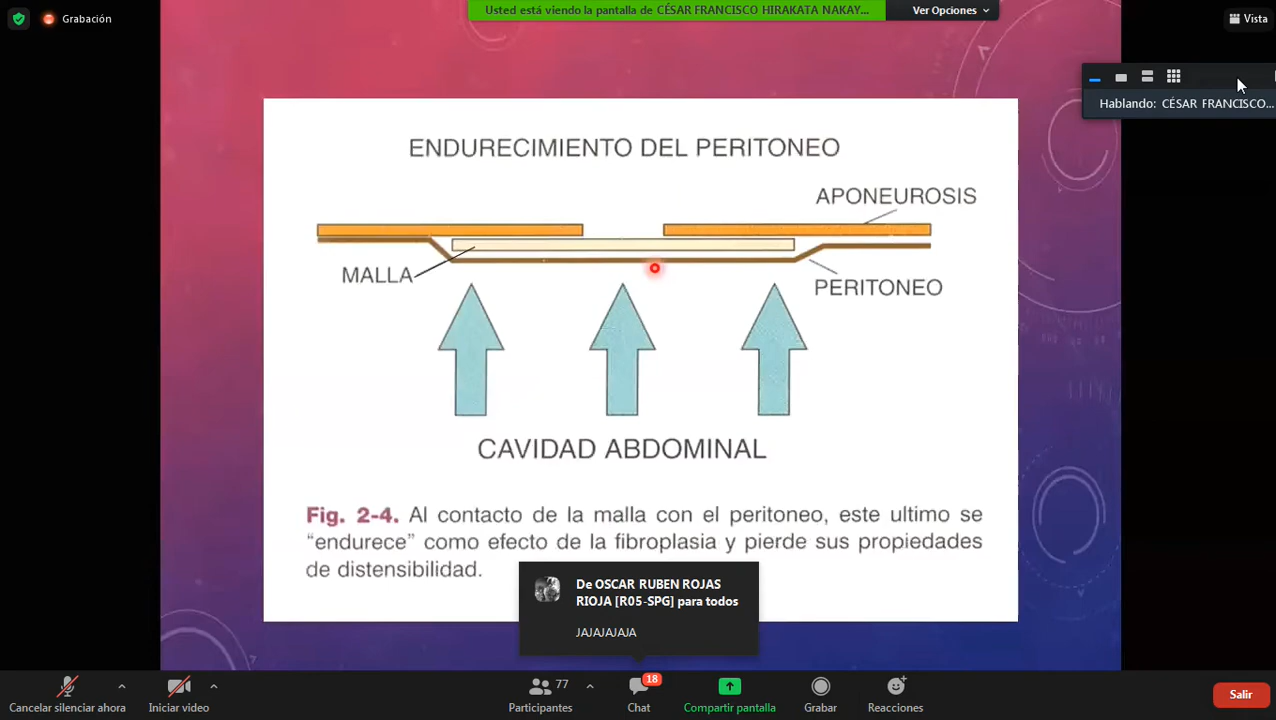 Grabación
Usted está viendo la pantalla de CÉSAR FRANCISCO HIRAKATA NAKAY...
Ver Opciones
Vista
Hablando: CÉSAR FRANCISCO...
ENDURECIMIENTO DEL PERITONEO
APONEUROSIS
MALLA
PERITONEO
CAVIDAD ABDOMINAL
Fig. 2-4. Al contacto de la malla con el peritoneo, este ultimo se
“endurece” como efecto de la fibroplasia y pierde sus propiedades
de distensibilidad.
De OSCAR RUBEN ROJAS
RIOJA [R05-SPG] para todos
JAJAJAJAJA
Cancelar silenciar ahora
Iniciar video
77
Participantes
18
Chat
Compartir pantalla
Grabar
Reacciones
Salir